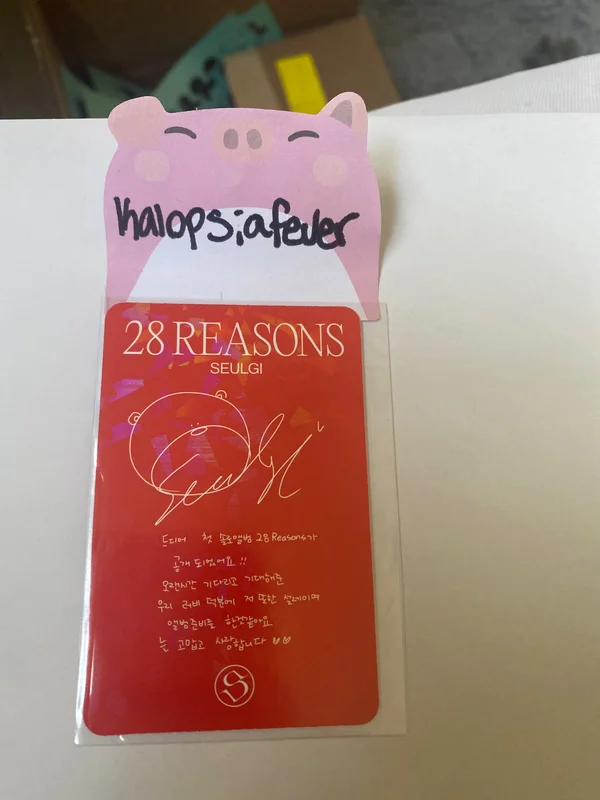 kalopsiafever
28 REASONS
SEULGI
Seulgi
드디어 첫 솔로앨범 28 Reasons가
공개 되었어요 !!
오랜시간 기다리고 기대해준
우리 러비 덕분에 저 또한 설레이며
앨범준비를 한것같아요
늘 고맙고 사랑합니다 ♥♥
S